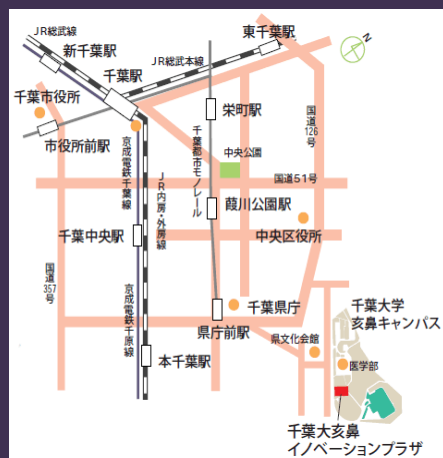 JR総武線
新千葉駅
千葉駅
JR総武本線
東千葉駅
N
千葉市役所
市役所前駅
栄町駅
国道126号
中央公園
京成電鉄千葉線
JR内房・外房線
千葉都市モノレール
国道51号
葭川公園駅
千葉中央駅
中央区役所
国道357号
京成電鉄千原線
千葉県庁
県庁前駅
本千葉駅
県文化会館
千葉大学
亥鼻キャンパス
医学部
千葉大亥鼻
イノベーションプラザ